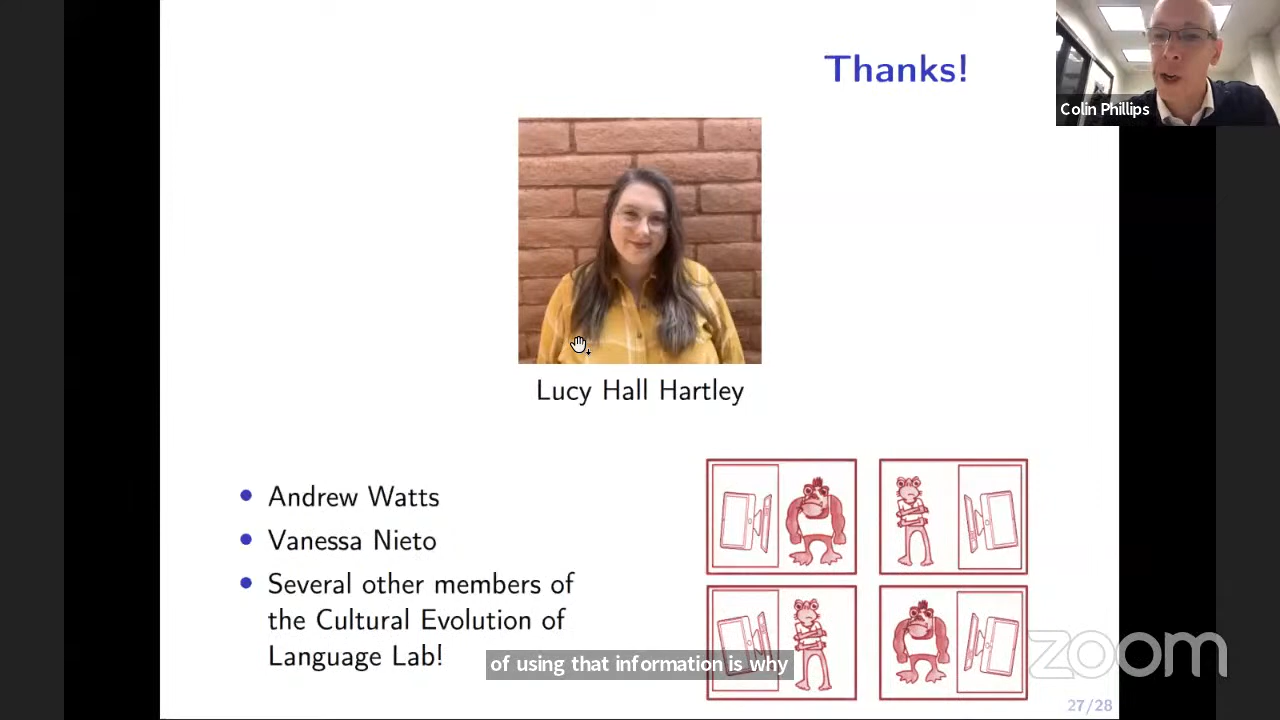 Thanks!
Colin Phillips
Lucy Hall Hartley
Andrew Watts
Vanessa Nieto
Several other members of
the Cultural Evolution of
Language Lab!
of using that information is why
zoom
27/28